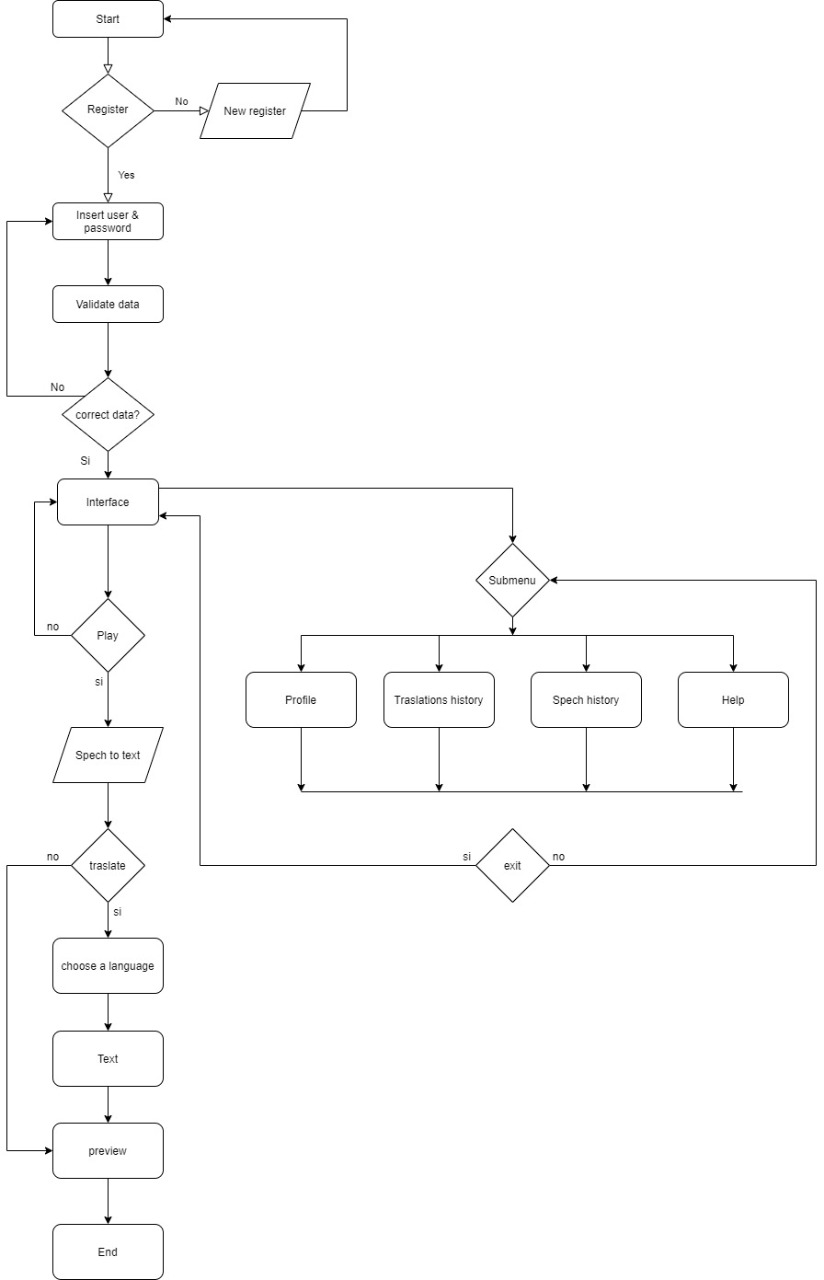 Start
Register
No
New register
Yes
Insert user &
password
Validate data
No
correct data?
Si
Interface
Submenu
no
Play
si
Profile
Traslations history
Spech history
Help
Spech to text
no
traslate
si
si
exit
no
choose a language
Text
preview
End